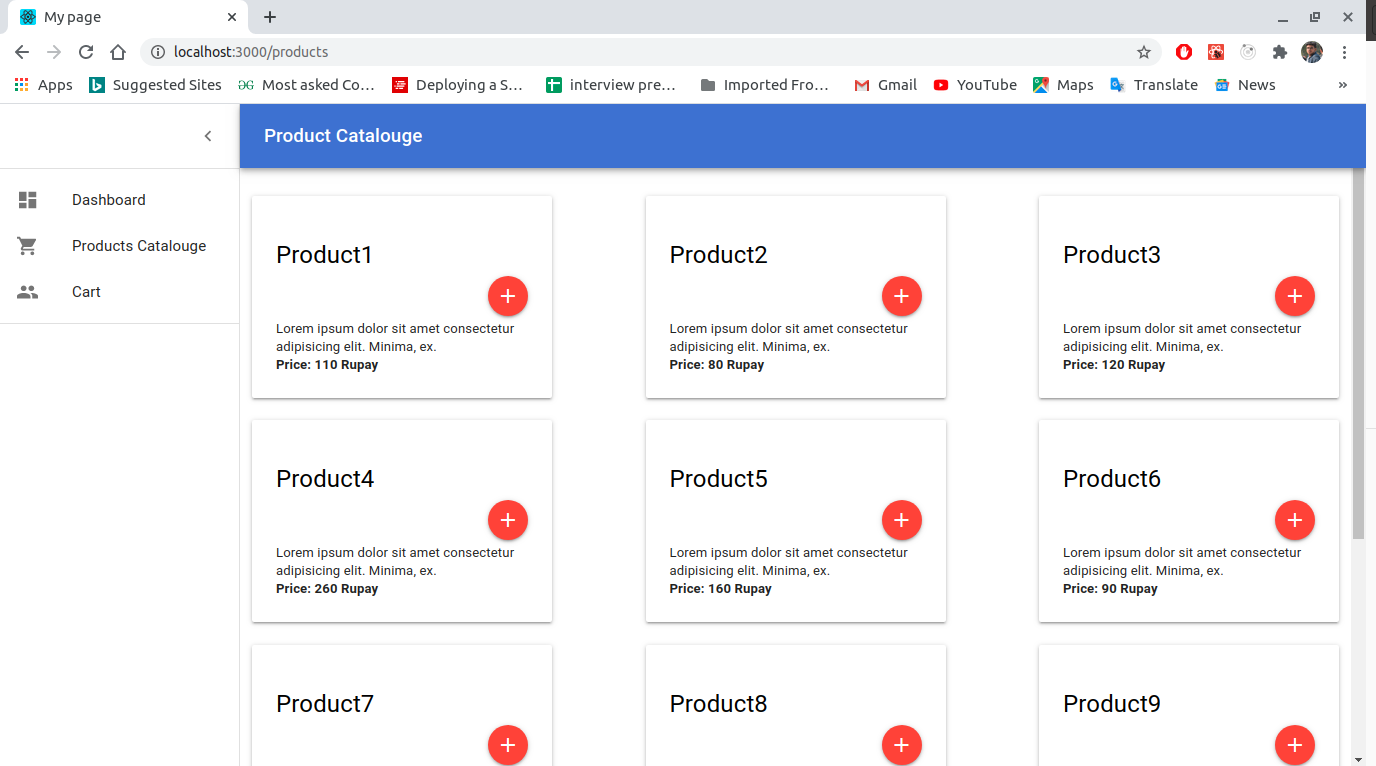 My page
localhost:3000/products
Apps
Suggested Sites
Most asked Co...
Deploying a S...
interview pre...
Imported Fro...
Gmail
YouTube
Maps
Translate
News
»
Product Catalouge
Dashboard
Products Catalouge
Cart
Product1
Lorem ipsum dolor sit amet consectetur
adipisicing elit. Minima, ex.
Price: 110 Rupay
Product2
Lorem ipsum dolor sit amet consectetur
adipisicing elit. Minima, ex.
Price: 80 Rupay
Product3
Lorem ipsum dolor sit amet consectetur
adipisicing elit. Minima, ex.
Price: 120 Rupay
Product4
Lorem ipsum dolor sit amet consectetur
adipisicing elit. Minima, ex.
Price: 260 Rupay
Product5
Lorem ipsum dolor sit amet consectetur
adipisicing elit. Minima, ex.
Price: 160 Rupay
Product6
Lorem ipsum dolor sit amet consectetur
adipisicing elit. Minima, ex.
Price: 90 Rupay
Product7
Product8
Product9